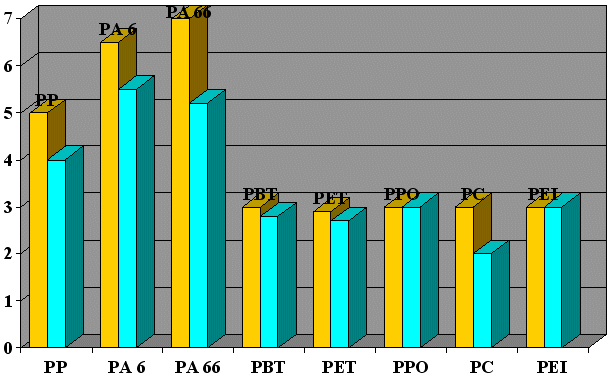 7
PA 66
PA 6
6
5
PP
4
3
PBT
PET
PPO
PC
PEI
2
1
0
PP PA 6 PA 66 PBT PET PPO PC PEI